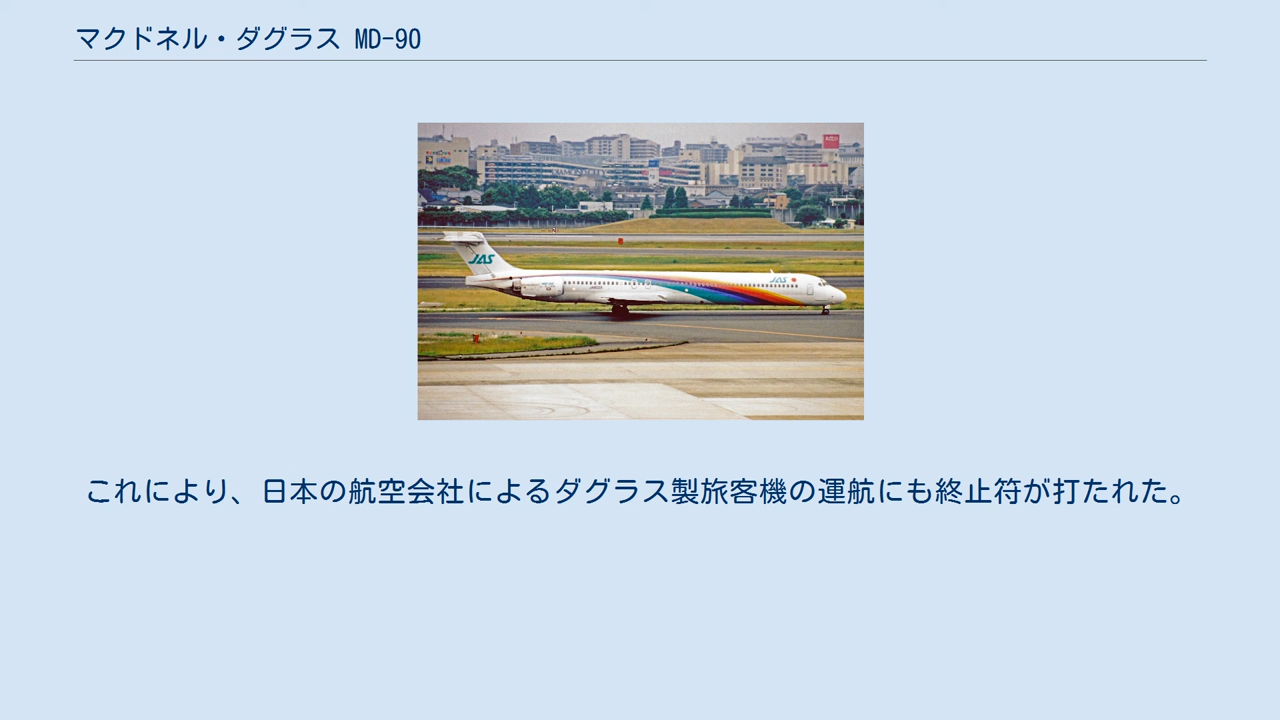 マクドネル・ダグラス MD-90
JAS
JAS
これにより、日本の航空会社によるダグラス製旅客機の運航にも終止符が打たれた。